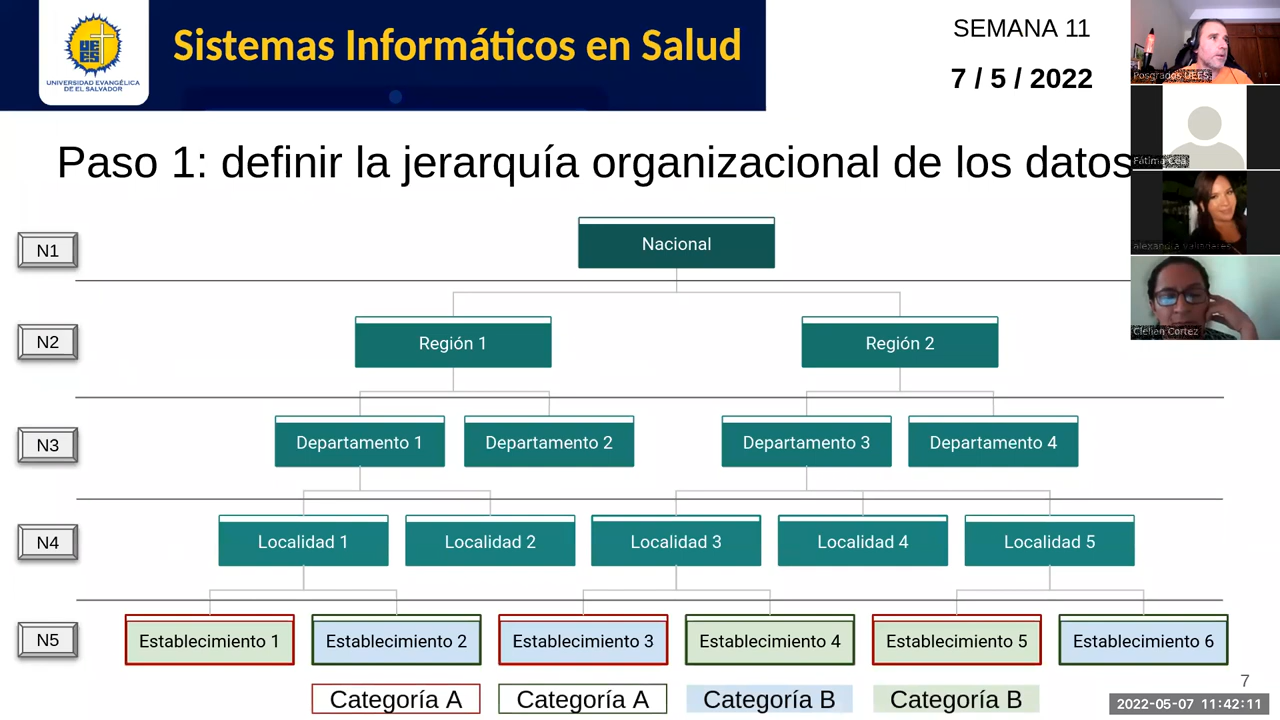 Sistemas Informáticos en Salud
UNIVERSIDAD EVANGÉLICA
DE EL SALVADOR
SEMANA 11
7 / 5 / 2022
Posgrados UEES
Paso 1: definir la jerarquía organizacional de los datos
Fátima Cea
Clelien Cortez
N1
Nacional
N2
Región 1
Región 2
N3
Departamento 1
Departamento 2
Departamento 3
Departamento 4
N4
Localidad 1
Localidad 2
Localidad 3
Localidad 4
Localidad 5
N5
Establecimiento 1
Establecimiento 2
Establecimiento 3
Establecimiento 4
Establecimiento 5
Establecimiento 6
Categoría A
Categoría A
Categoría B
Categoría B
7
2022-05-07 11:42:11